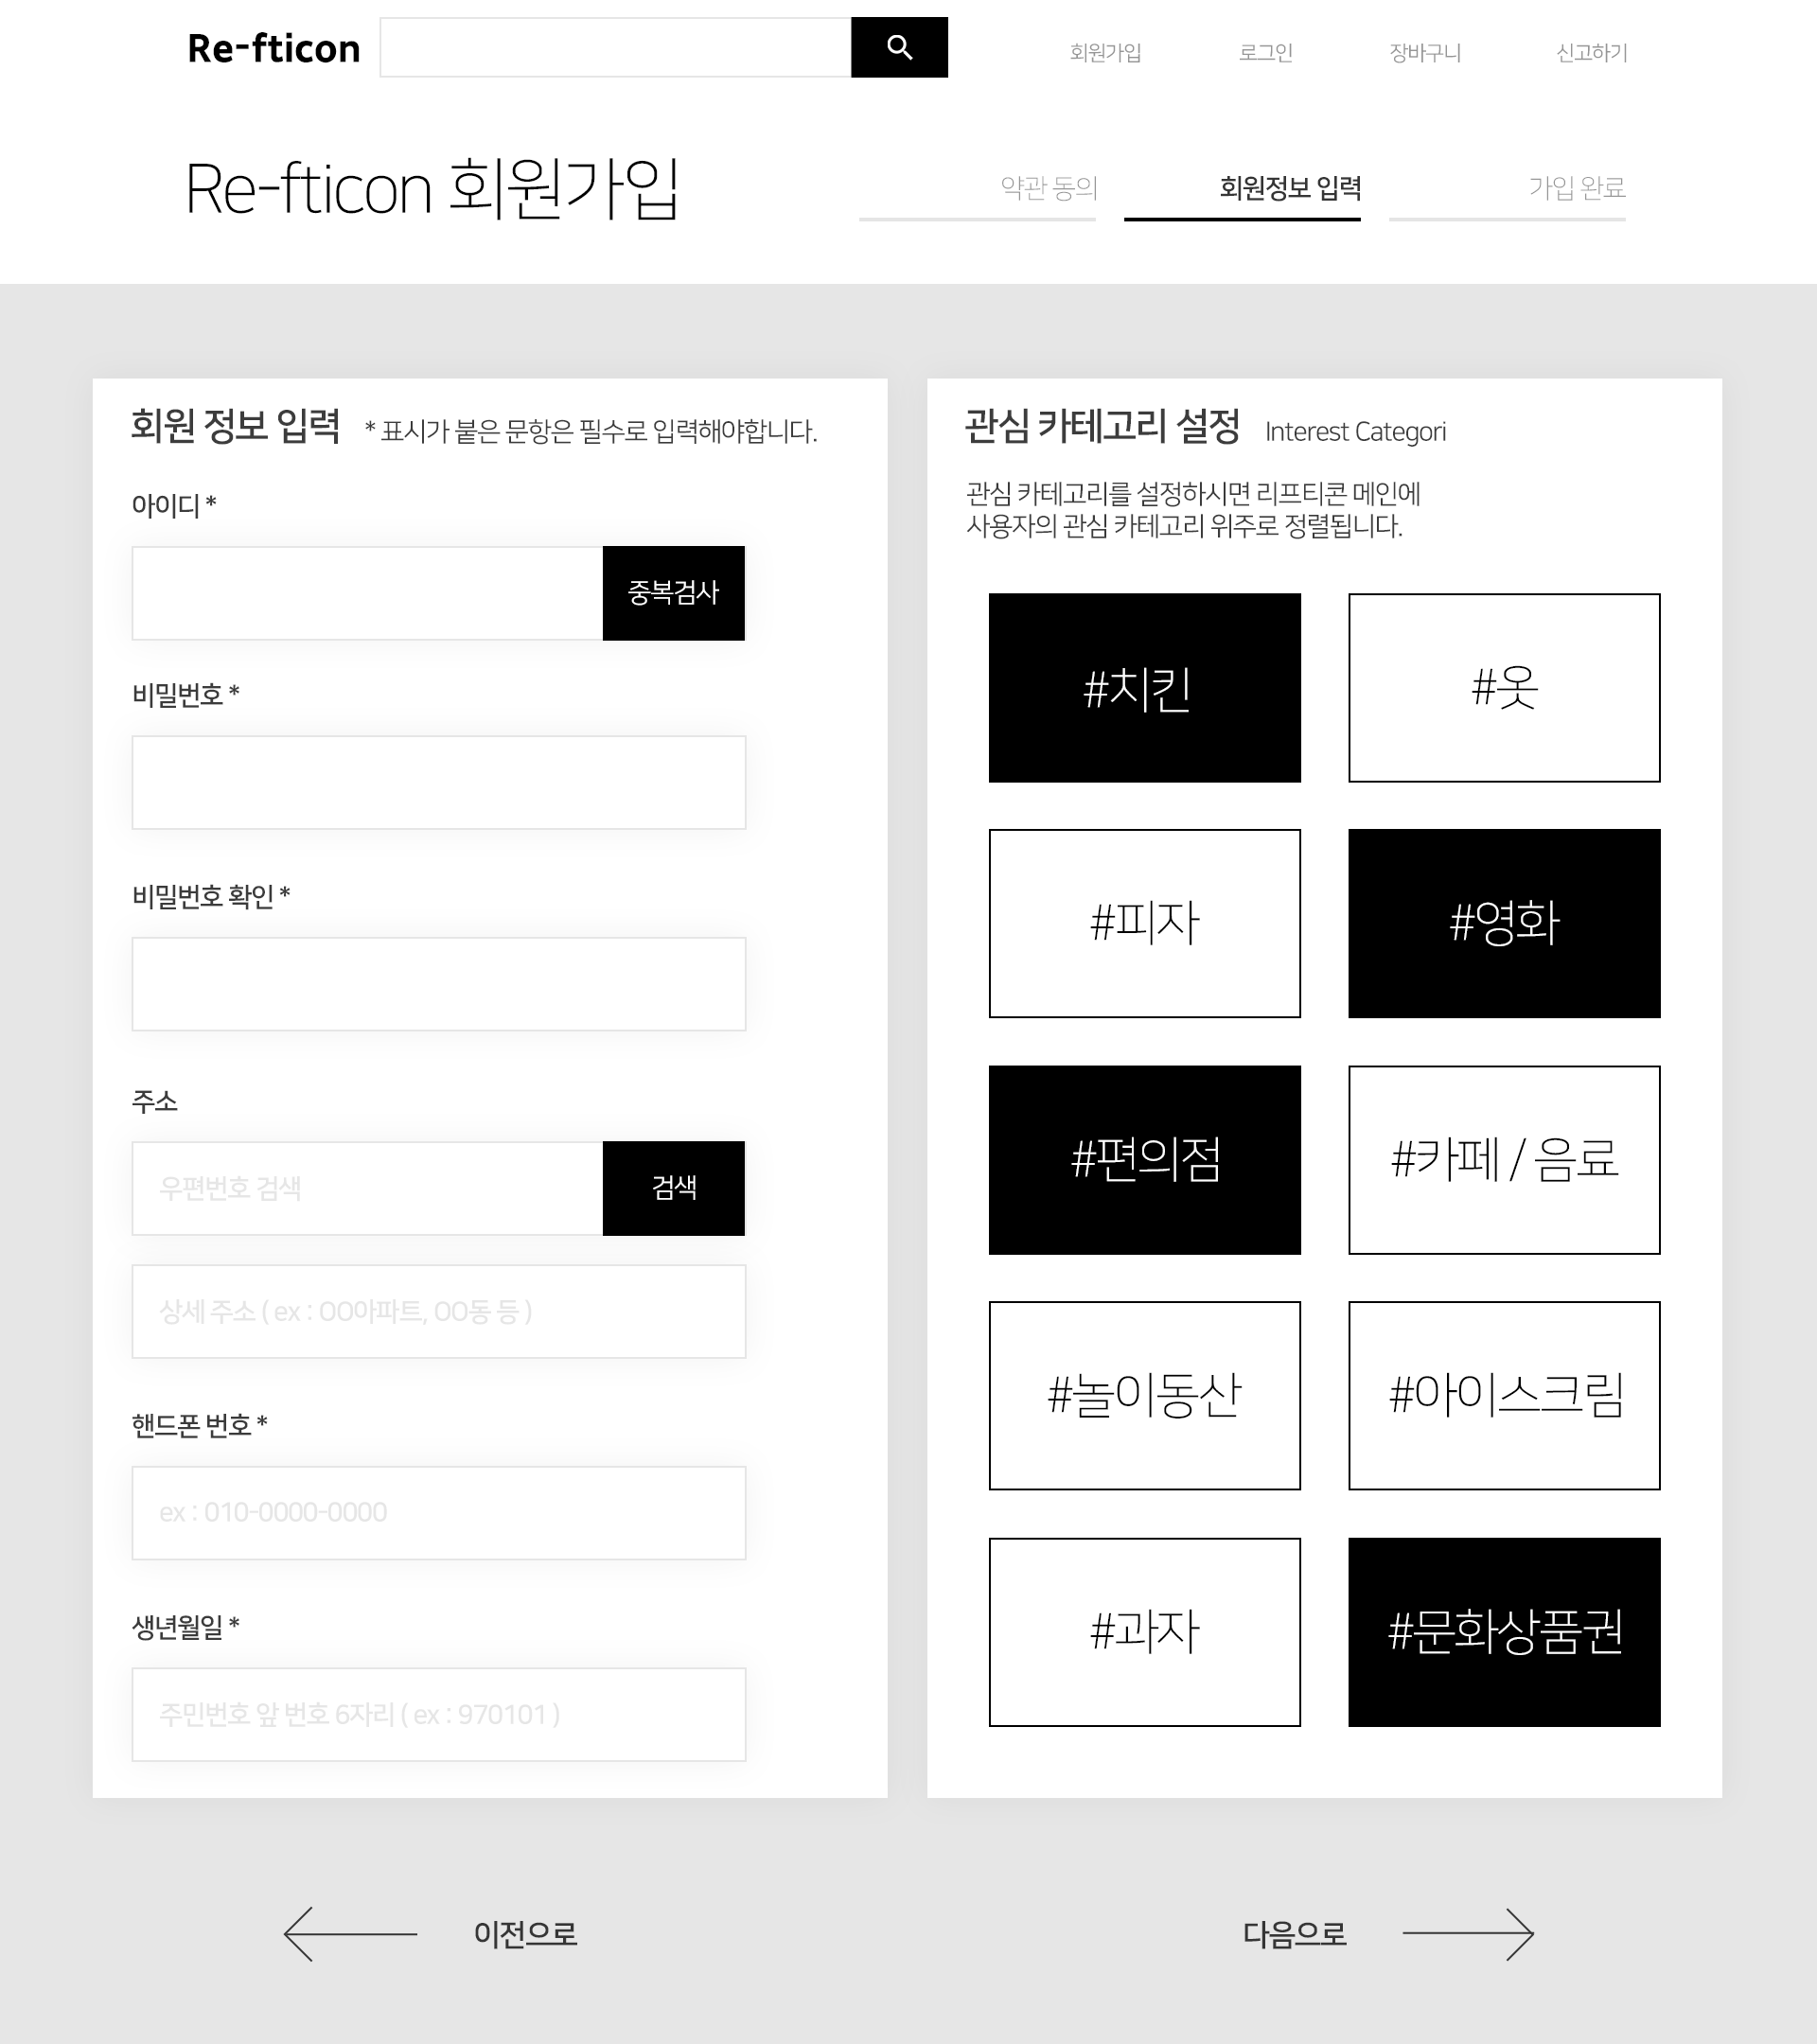 Re-fticon
회원가입
로그인
장바구니
신고하기
Re-fticon 회원가입
약관 동의
회원정보 입력
가입 완료
회원 정보 입력 * 표시가 붙은 문항은 필수로 입력해야합니다.
아이디 *
중복검사
비밀번호 *
비밀번호 확인 *
주소
우편번호 검색
검색
상세 주소 ( ex : OO아파트, OO동 등 )
핸드폰 번호 *
ex : 010-0000-0000
생년월일 *
주민번호 앞 번호 6자리 ( ex : 970101 )
관심 카테고리 설정 Interest Categori
관심 카테고리를 설정하시면 리프티콘 메인에
사용자의 관심 카테고리 위주로 정렬됩니다.
#치킨
#옷
#피자
#영화
#편의점
#카페 / 음료
#놀이동산
#아이스크림
#과자
#문화상품권
이전으로
다음으로